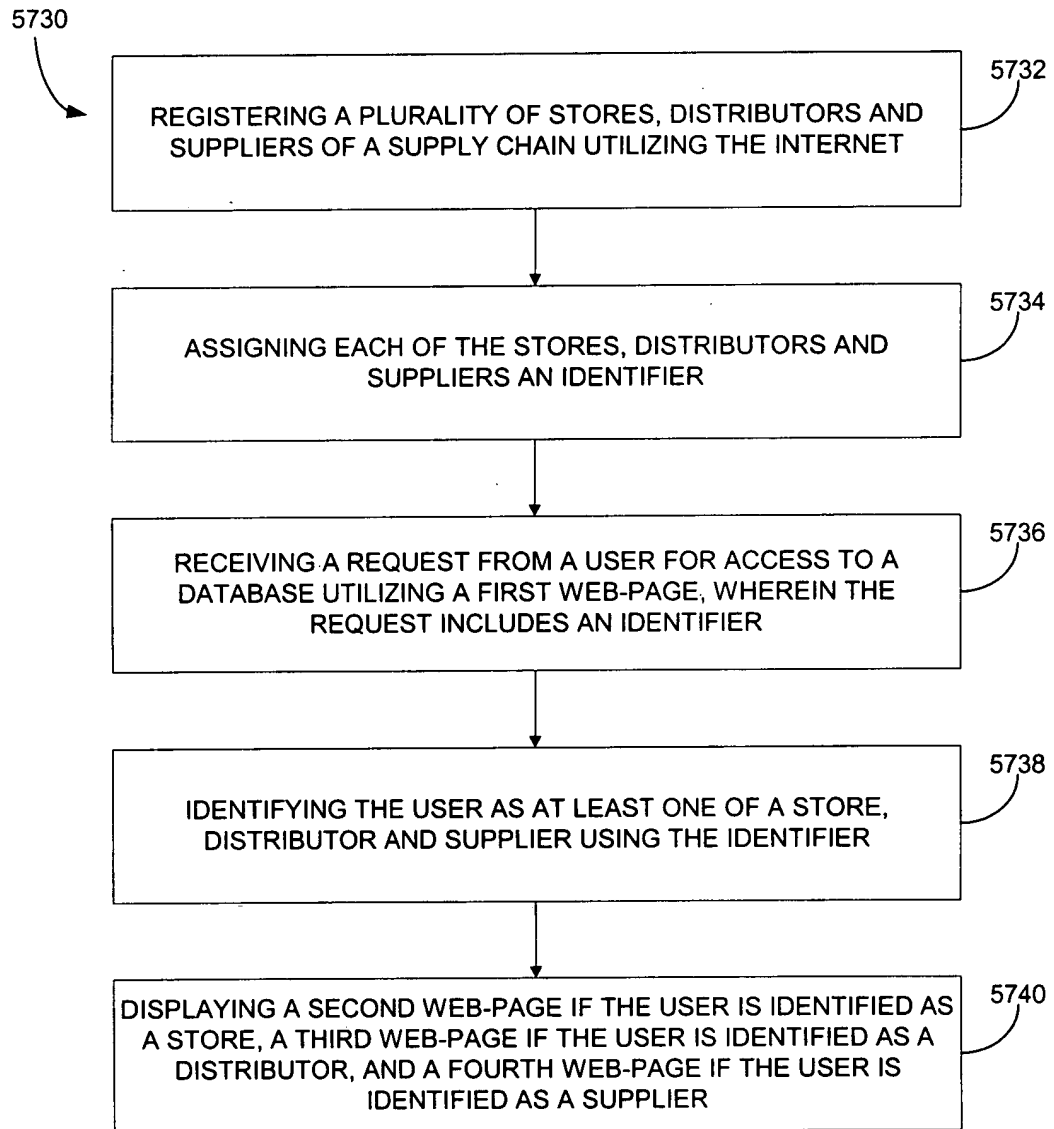 5730
5732
REGISTERING A PLURALITY OF STORES, DISTRIBUTORS AND
SUPPLIERS OF A SUPPLY CHAIN UTILIZING THE INTERNET
5734
ASSIGNING EACH OF THE STORES, DISTRIBUTORS AND
SUPPLIERS AN IDENTIFIER
5736
RECEIVING A REQUEST FROM A USER FOR ACCESS TO A
DATABASE UTILIZING A FIRST WEB-PAGE, WHEREIN THE
REQUEST INCLUDES AN IDENTIFIER
5738
IDENTIFYING THE USER AS AT LEAST ONE OF A STORE,
DISTRIBUTOR AND SUPPLIER USING THE IDENTIFIER
5740
DISPLAYING A SECOND WEB-PAGE IF THE USER IS IDENTIFIED AS
A STORE, A THIRD WEB-PAGE IF THE USER IS IDENTIFIED AS A
DISTRIBUTOR, AND A FOURTH WEB-PAGE IF THE USER IS
IDENTIFIED AS A SUPPLIER